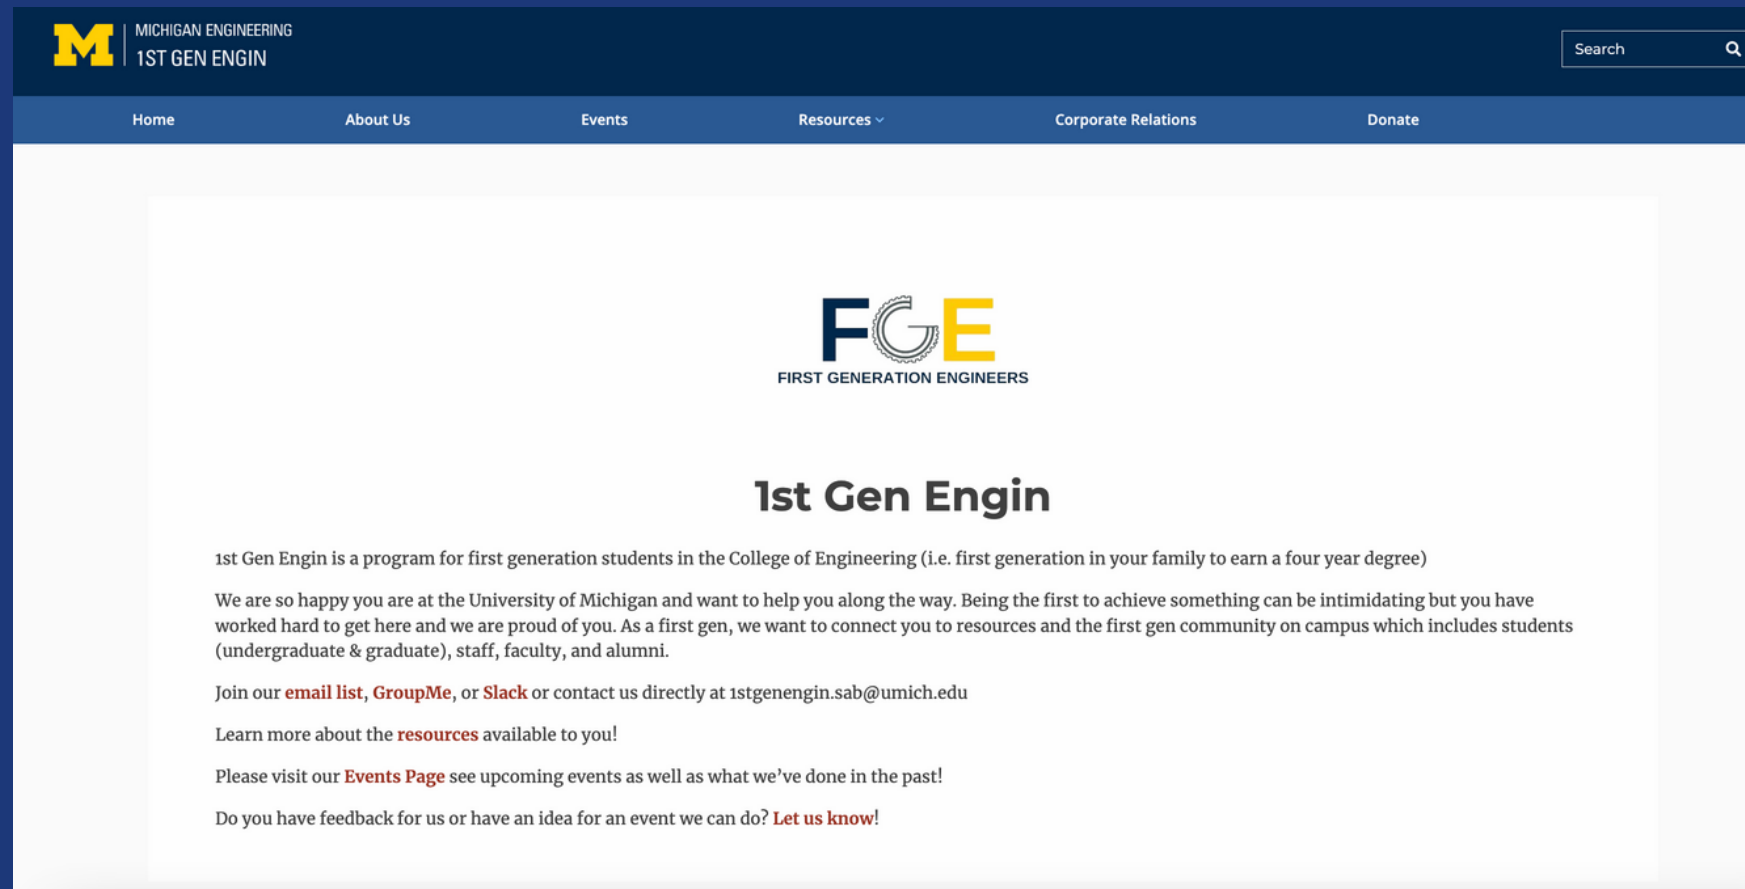 MICHIGAN ENGINEERING
1ST GEN ENGIN
Search
Home About Us Events Resources Corporate Relations Donate
FGE
FIRST GENERATION ENGINEERS
1st Gen Engin
1st Gen Engin is a program for first generation students in the College of Engineering (i.e. first generation in your family to earn a four year degree)
We are so happy you are at the University of Michigan and want to help you along the way. Being the first to achieve something can be intimidating but you have
worked hard to get here and we are proud of you. As a first gen, we want to connect you to resources and the first gen community on campus which includes students
(undergraduate & graduate), staff, faculty, and alumni.
Join our email list, GroupMe, or Slack or contact us directly at 1stgenengin.sab@umich.edu
Learn more about the resources available to you!
Please visit our Events Page see upcoming events as well as what we’ve done in the past!
Do you have feedback for us or have an idea for an event we can do? Let us know!